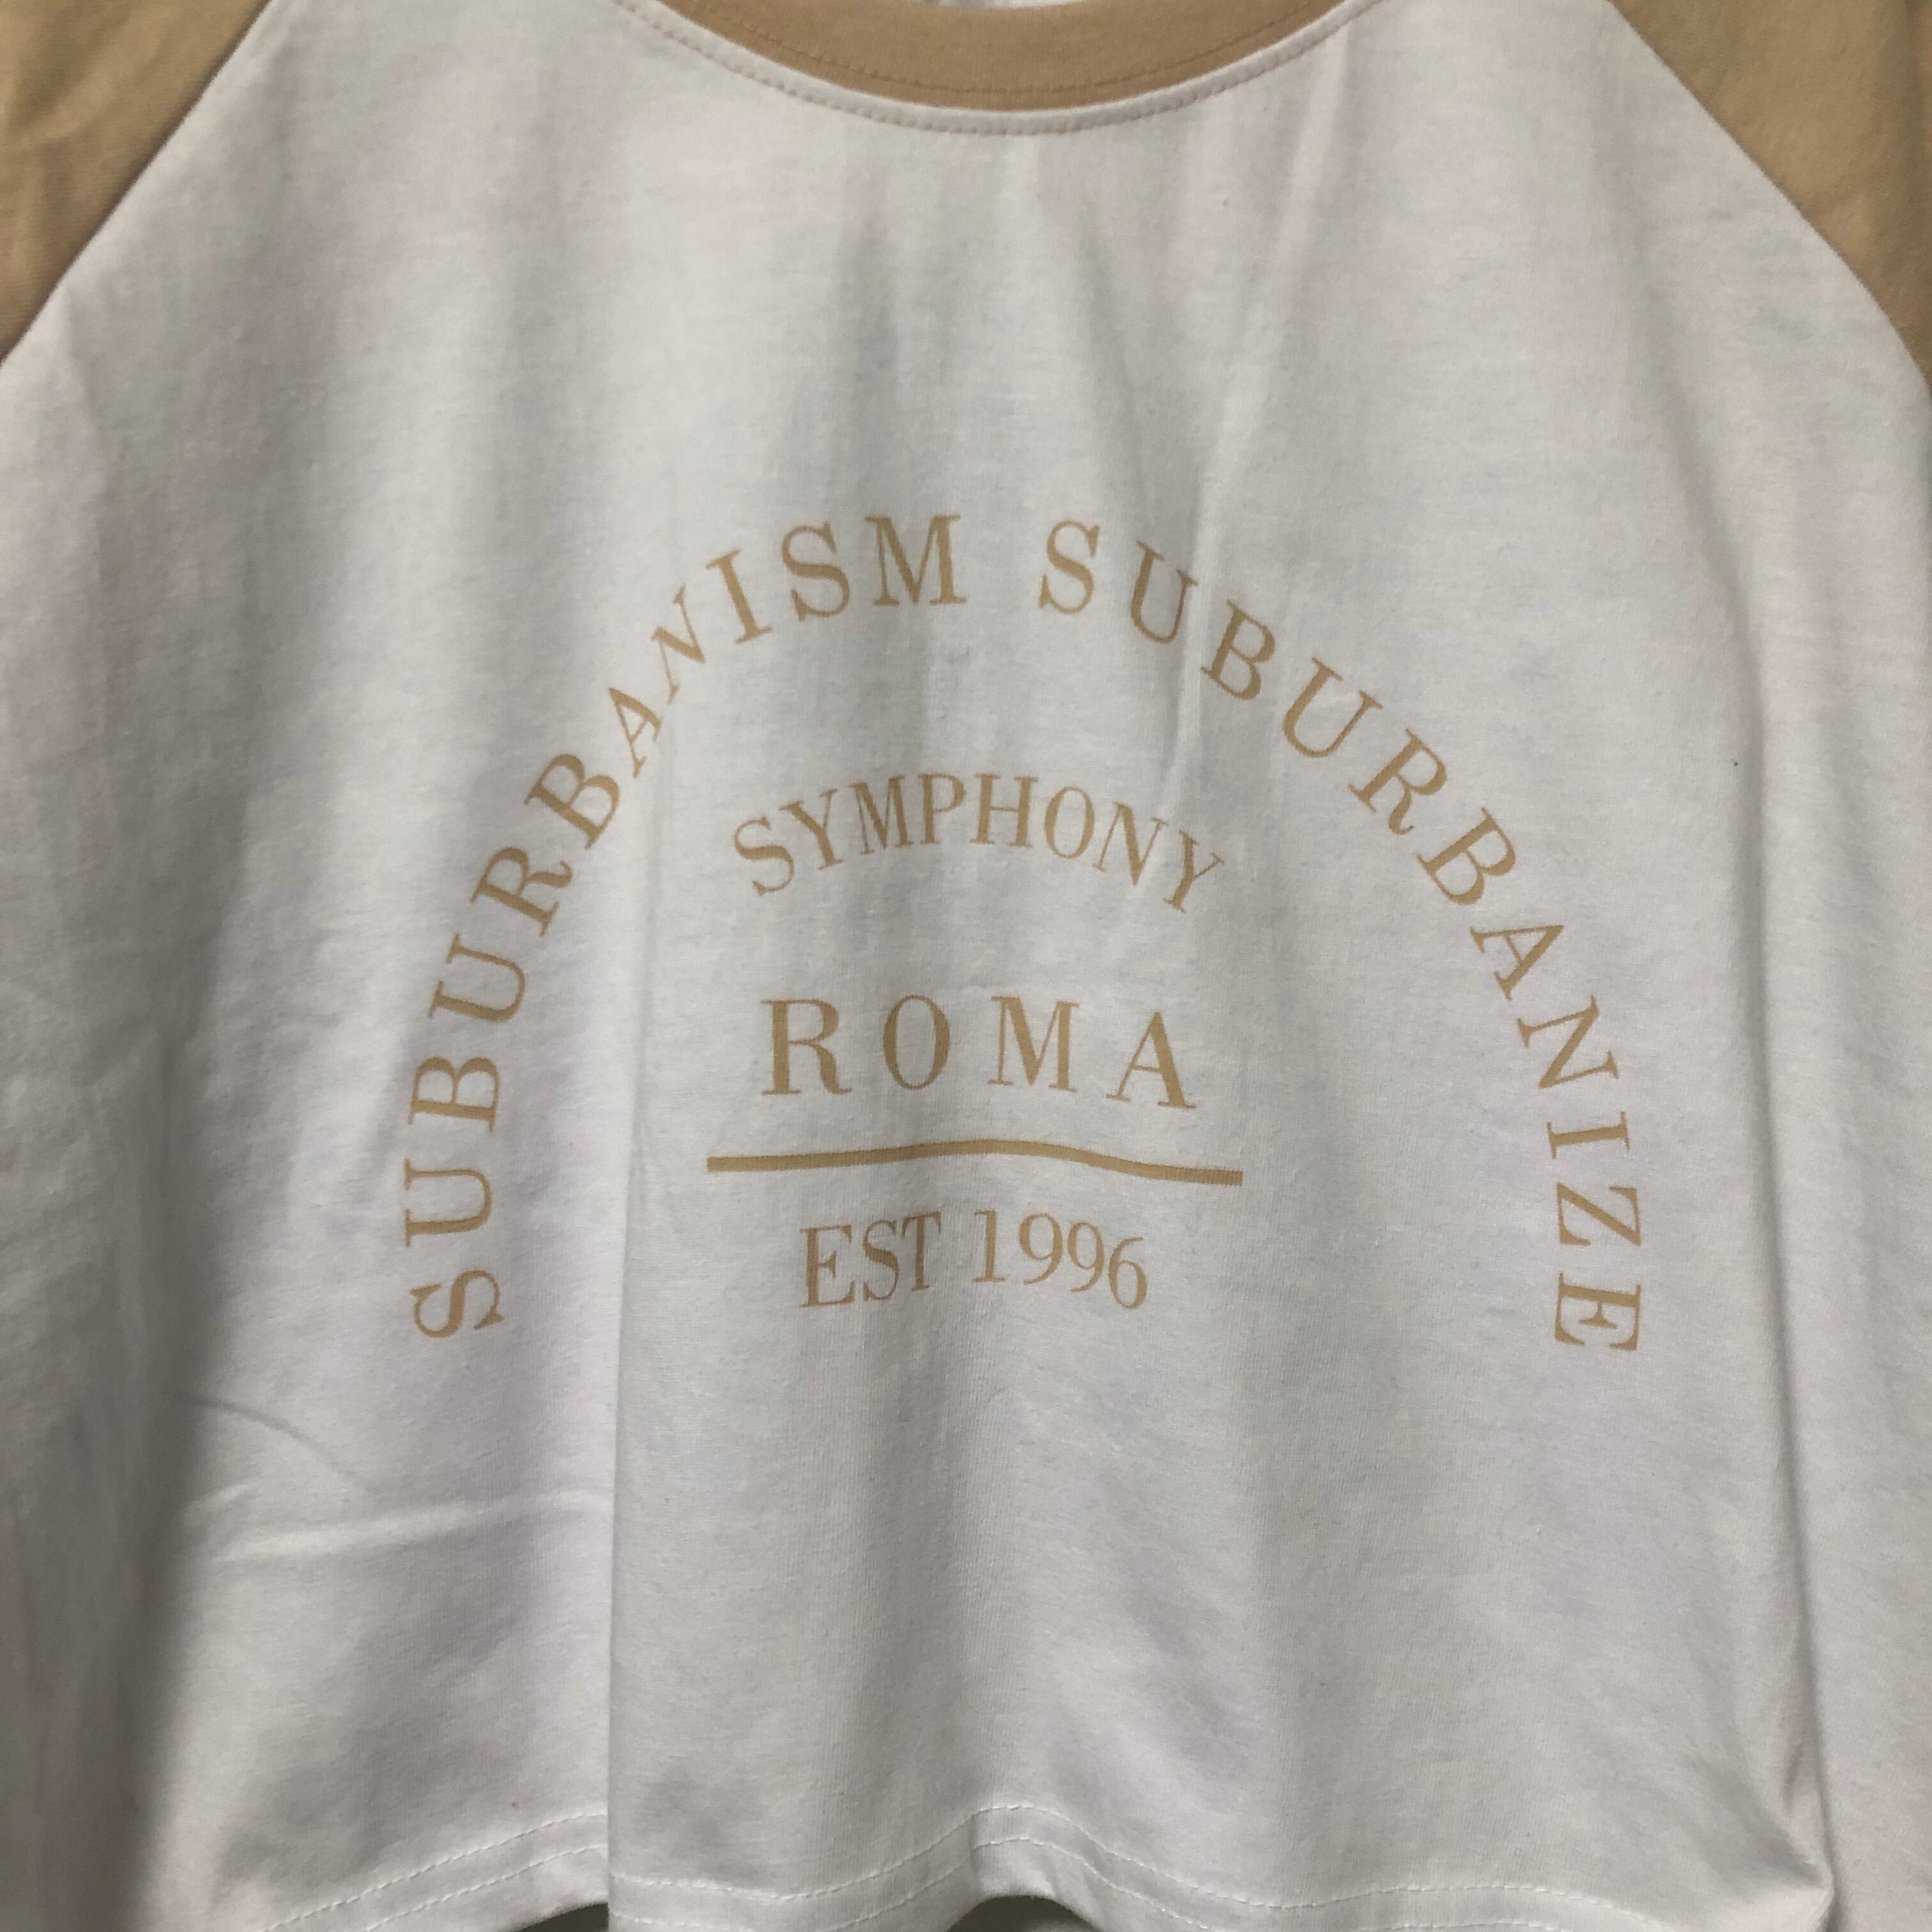 SUBURBANISM SUBURBANIZE
SYMPHONY
ROMA
EST 1996